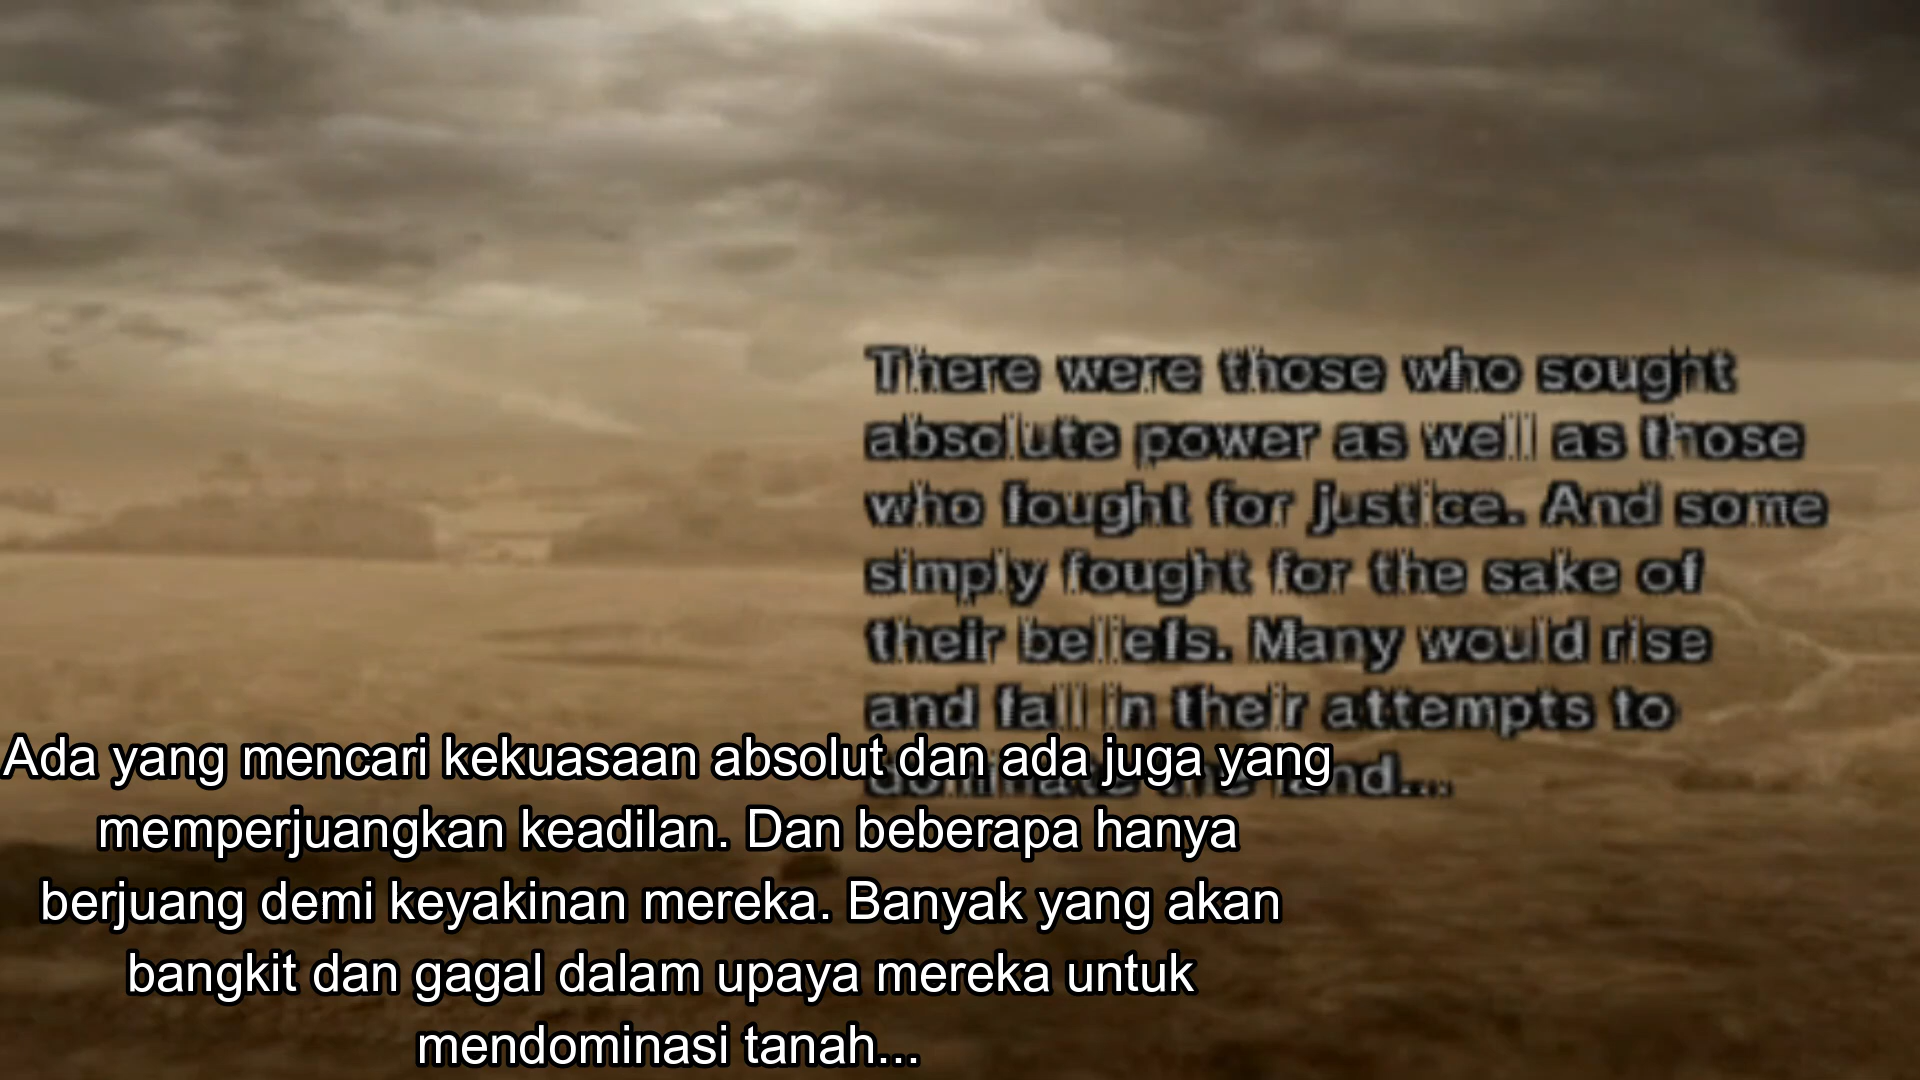 There were those who sought
absolute power as well as those
who fought for justice. And some
simply fought for the sake of
their beliefs. Many would rise
and fall in their attempts to
dominate the land...
Ada yang mencari kekuasaan absolut dan ada juga yang
memperjuangkan keadilan. Dan beberapa hanya
berjuang demi keyakinan mereka. Banyak yang akan
bangkit dan gagal dalam upaya mereka untuk
mendominasi tanah...